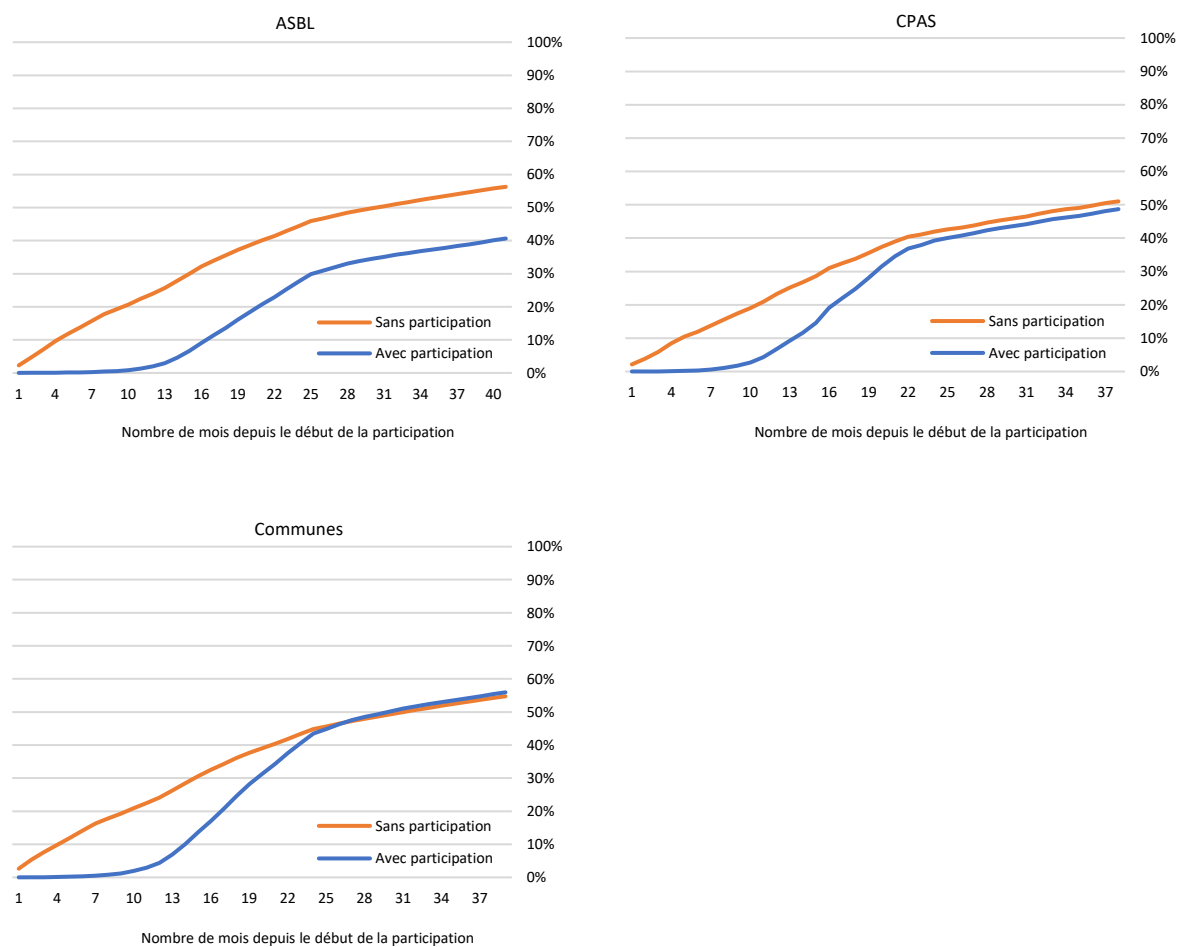 ASBL
100%
90%
80%
70%
60%
50%
40%
30%
20%
10%
0%
Sans participation
Avec participation
1 4 7 10 13 16 19 22 25 28 31 34 37 40
Nombre de mois depuis le début de la participation
CPAS
100%
90%
80%
70%
60%
50%
40%
30%
20%
10%
0%
Sans participation
Avec participation
1 4 7 10 13 16 19 22 25 28 31 34 37
Nombre de mois depuis le début de la participation
Communes
100%
90%
80%
70%
60%
50%
40%
30%
20%
10%
0%
Sans participation
Avec participation
1 4 7 10 13 16 19 22 25 28 31 34 37
Nombre de mois depuis le début de la participation